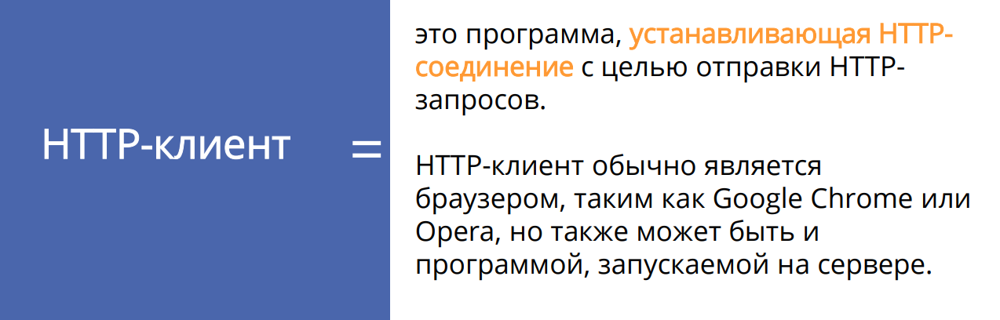 HTTP-клиент =
это программа, устанавливающая HTTP-
соединение с целью отправки HTTP-
запросов.
HTTP-клиент обычно является
браузером, таким как Google Chrome или
Opera, но также может быть и
программой, запускаемой на сервере.